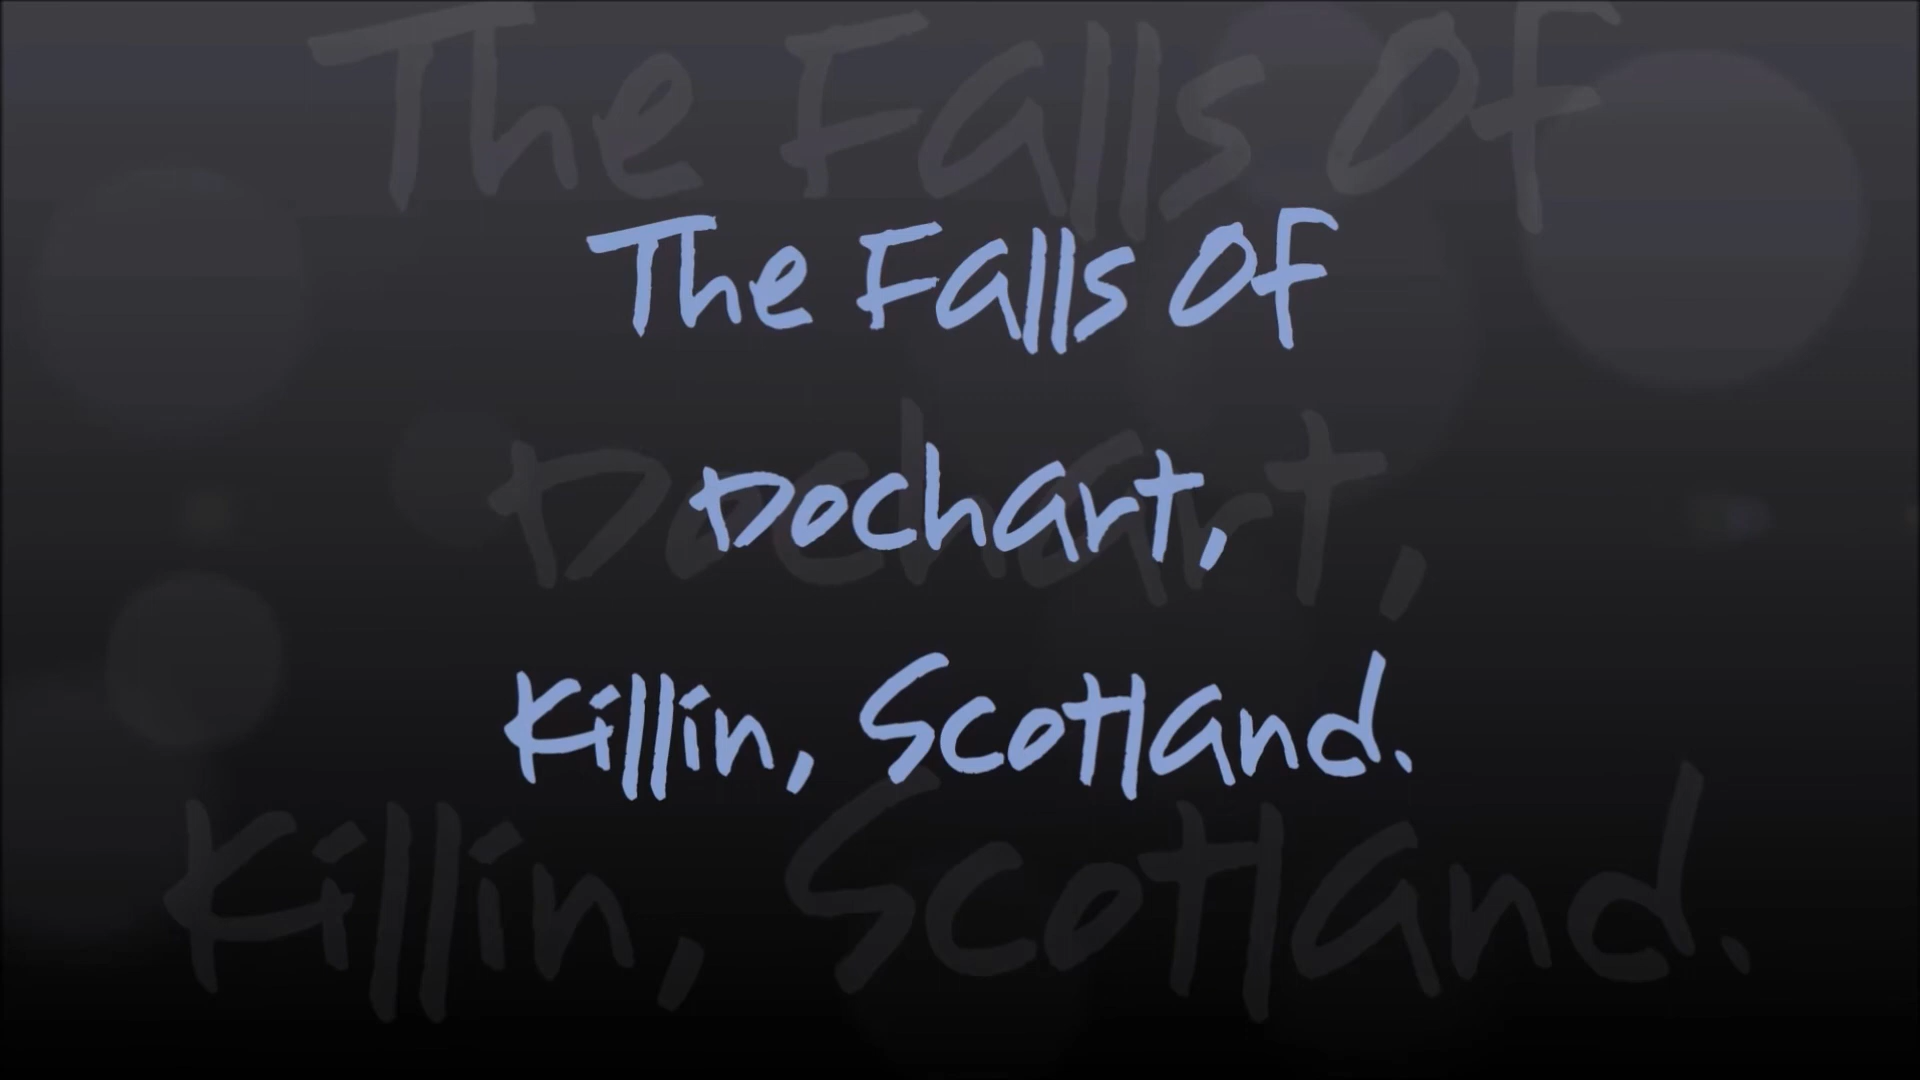 The Falls Of
Dochart,
Killin, Scotland.